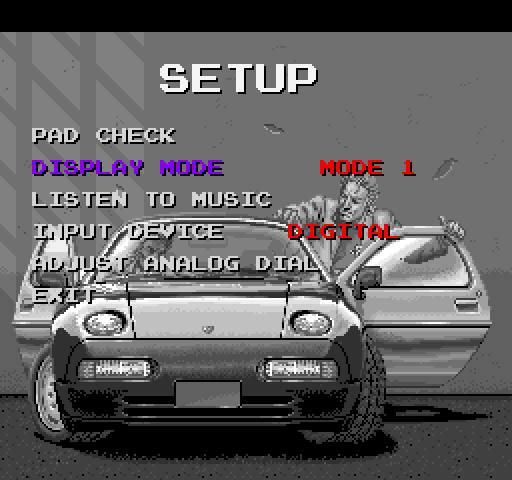 SETUP
PAD CHECK
DISPLAY MODE MODE 1
LISTEN TO MUSIC
INPUT DEVICE DIGITAL
ADJUST ANALOG DIAL
EXIT